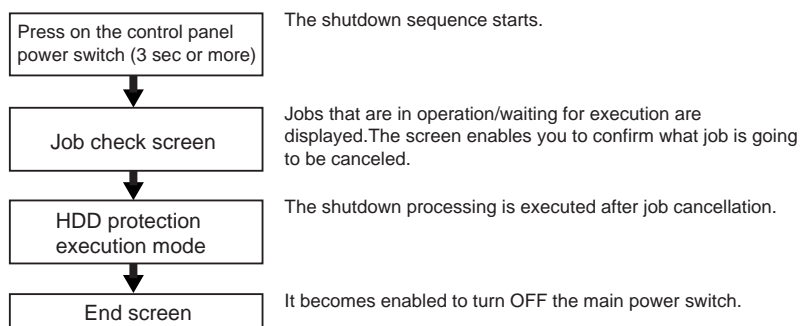 Press on the control panel
power switch (3 sec or more)
The shutdown sequence starts.
Job check screen
Jobs that are in operation/waiting for execution are
displayed.The screen enables you to confirm what job is going
to be canceled.
HDD protection
execution mode
The shutdown processing is executed after job cancellation.
End screen
It becomes enabled to turn OFF the main power switch.